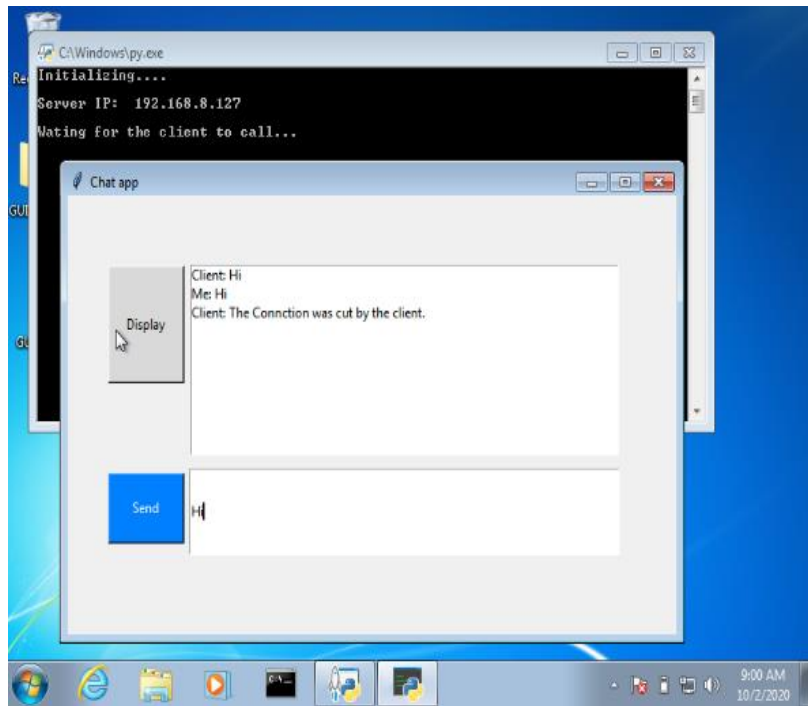 C:\Windows\py.exe
Initializing....
Server IP: 192.168.8.127
Wating for the client to call...
Chat app
Client: Hi
Me: Hi
Client: The Connction was cut by the client.
Display
Send
Hi
9:00 AM
10/2/2020